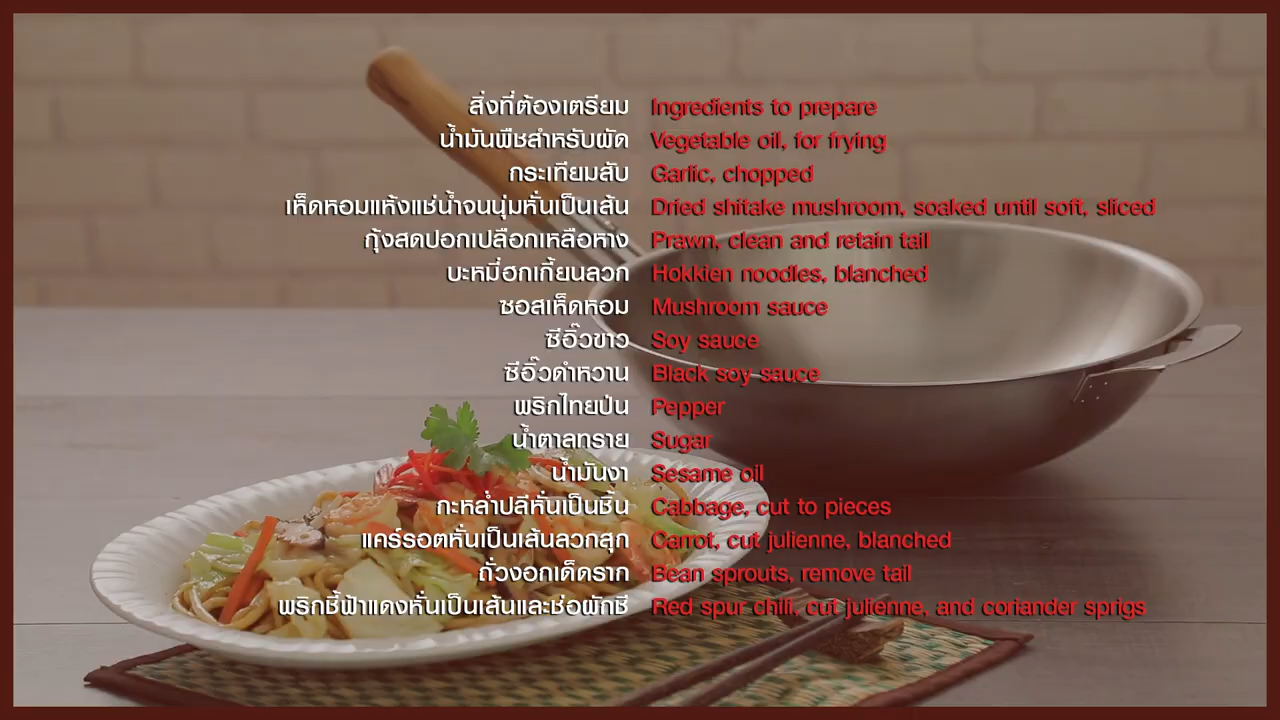 สิ่งที่ต้องเตรียม Ingredients to prepare
น้ำมันพืชสำหรับผัด Vegetable oil, for frying
กระเทียมสับ Garlic, chopped
เห็ดหอมแห้งแช่น้ำจนนุ่มหั่นเป็นเส้น Dried shitake mushroom, soaked until soft, sliced
กุ้งสดปอกเปลือกเหลือหาง Prawn, clean and retain tail
บะหมี่ฮกเกี้ยนลวก Hokkien noodles, blanched
ซอสเห็ดหอม Mushroom sauce
ซีอิ๊วขาว Soy sauce
ซีอิ๊วดำหวาน Black soy sauce
พริกไทยป่น Pepper
น้ำตาลทราย Sugar
น้ำมันงา Sesame oil
กะหล่ำปลีหั่นเป็นชิ้น Cabbage, cut to pieces
แคร์รอตหั่นเป็นเส้นลวกสุก Carrot, cut julienne, blanched
ถั่วงอกเด็ดราก Bean sprouts, remove tail
พริกชี้ฟ้าแดงหั่นเป็นเส้นและช่อผักชี Red spur chili, cut julienne, and coriander sprigs